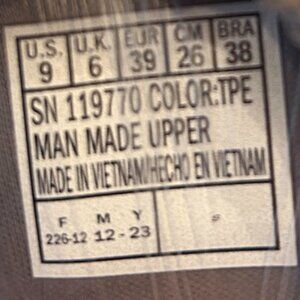 U.S. U.K. EUR CM BRA
9 6 39 26 38
SN 119770 COLOR:TPE
MAN MADE UPPER
MADE IN VIETNAM/HECHO EN VIETNAM
F M Y
226-12 12 - 23